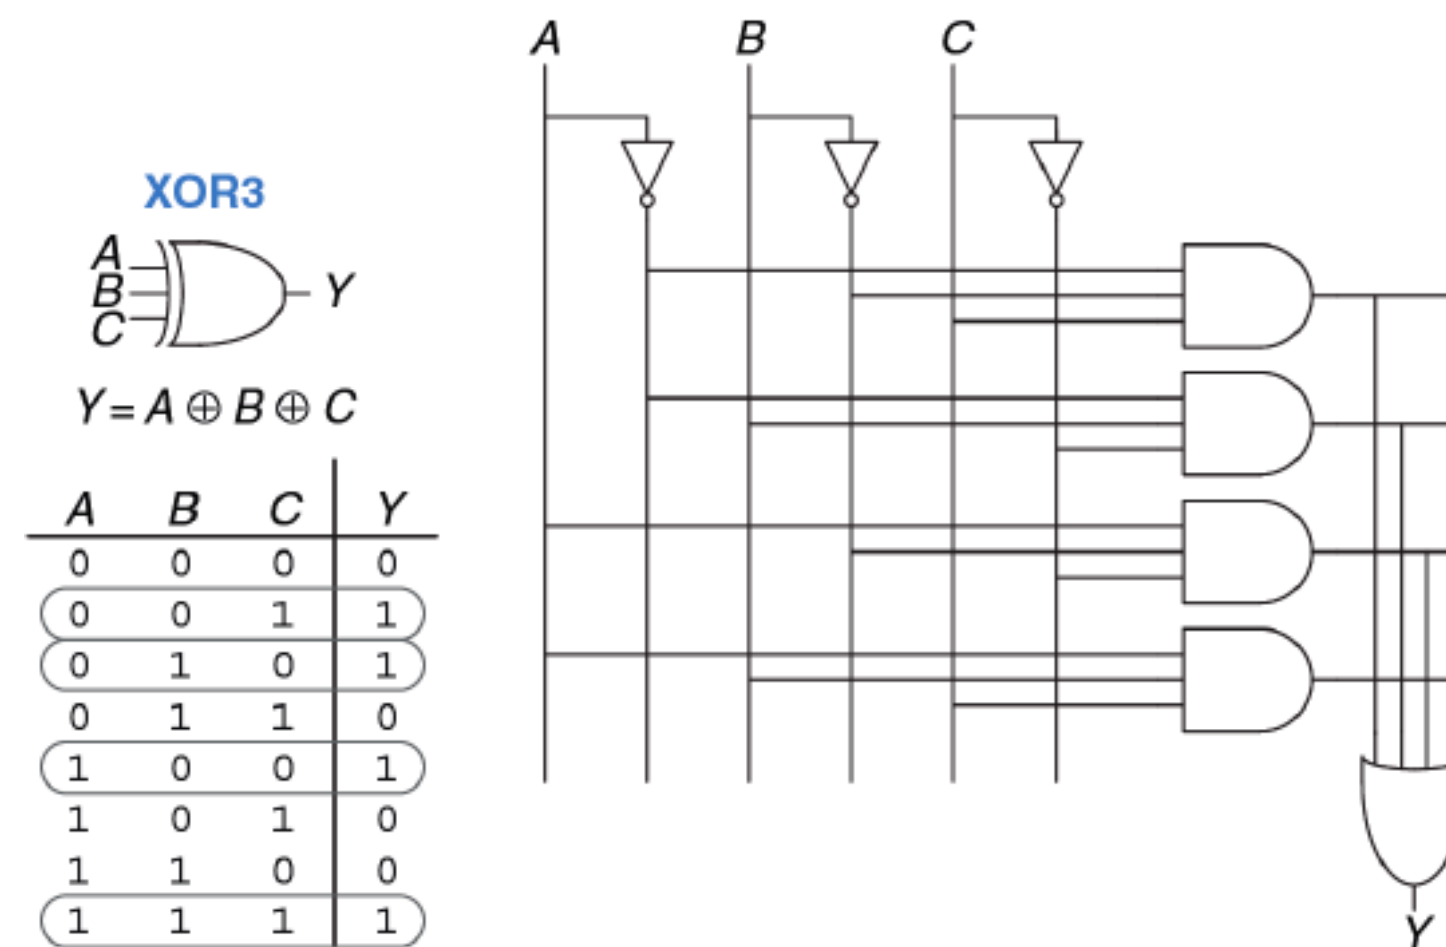 XOR3
A
B
C
Y
Y = A ⊕ B ⊕ C
A B C Y
0 0 0 0
0 0 1 1
0 1 0 1
0 1 1 0
1 0 0 1
1 0 1 0
1 1 0 0
1 1 1 1
A B C
Y